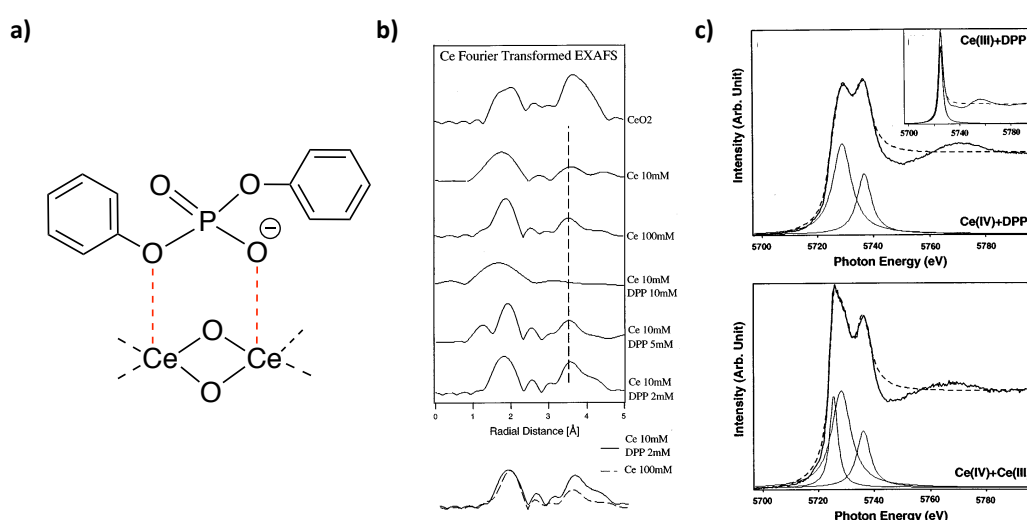 a)
O
O
P
O
O
⊖
O
Ce
Ce
O
b)
Ce Fourier Transformed EXAFS
CeO2
Ce 10mM
Ce 100mM
Ce 10mM
DPP 10mM
Ce 10mM
DPP 5mM
Ce 10mM
DPP 2mM
0 1 2 3 4 5
Radial Distance [Å]
Ce 10mM
DPP 2mM
Ce 100mM
c)
Ce(III)+DPP
5700 5740 5780
Intensity (Arb. Unit)
Ce(IV)+DPP
5700 5720 5740 5760 5780
Photon Energy (eV)
Intensity (Arb. Unit)
Ce(IV)+Ce(III
5700 5720 5740 5760 5780
Photon Energy (eV)